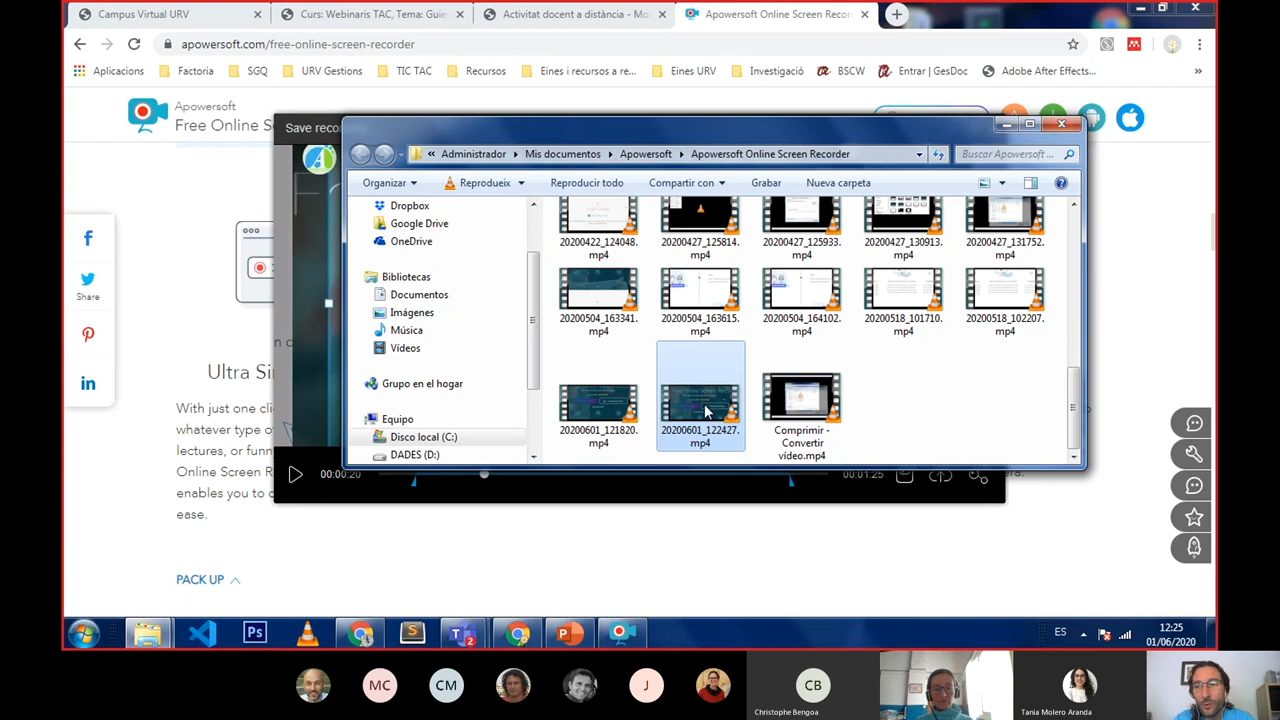 Campus Virtual URV
Curs: Webinaris TAC, Tema: Guie
Activitat docent a distància - Mo
Apowersoft Online Screen Recor
apowersoft.com/free-online-screen-recorder
Aplicacions
Factoria
SGQ
URV Gestions
TIC TAC
Recursos
Eines i recursos a re...
Eines URV
Investigació
BSCW
Entrar | GesDoc
Adobe After Effects...
»
Apowersoft
Free Online S
Save reco
« Administrador
Mis documentos
Apowersoft
Apowersoft Online Screen Recorder
Buscar Apowersoft ...
Organizar
Reproducir todo
Compartir con
Grabar
Nueva carpeta
Reprodueix
Dropbox
Google Drive
OneDrive
Bibliotecas
Documentos
Imágenes
Música
Vídeos
Grupo en el hogar
Equipo
Disco local (C:)
DADES (D:)
20200422_124048.
mp4
20200427_125814.
mp4
20200427_125933.
mp4
20200427_130913.
mp4
20200427_131752.
mp4
20200504_163341.
mp4
20200504_163615.
mp4
20200504_164102.
mp4
20200518_101710.
mp4
20200518_102207.
mp4
20200601_121820.
mp4
20200601_122427.
mp4
Comprimir -
Convertir
vídeo.mp4
Share
Ultra Si
With just one cli
whatever type o
lectures, or funn
Online Screen R
enables you to c
ease.
PACK UP
00:00:20
00:01:25
ES
12:25
01/06/2020
MC
CM
J
CB
Christophe Bengoa
Tania Molero Aranda